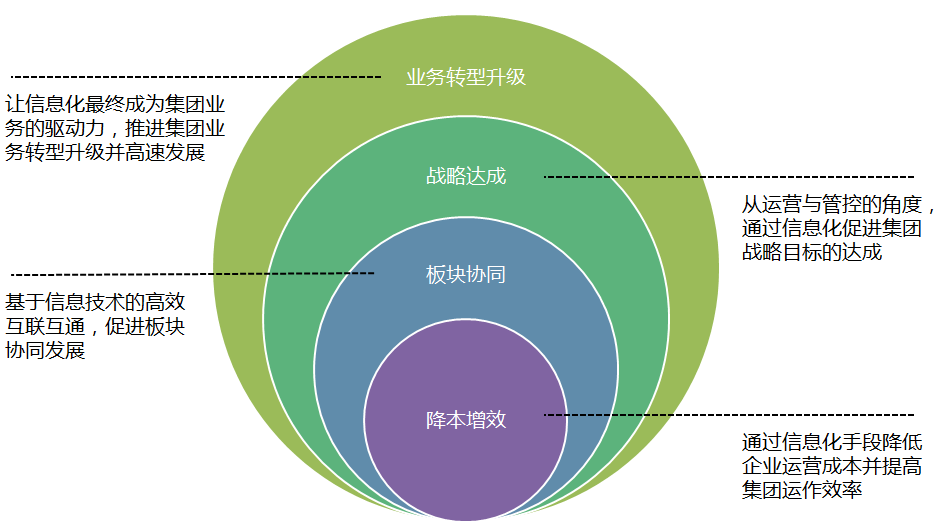 业务转型升级
让信息化最终成为集团业
务的驱动力，推进集团业
务转型升级并高速发展
战略达成
从运营与管控的角度，
通过信息化促进集团
战略目标的达成
板块协同
基于信息技术的高效
互联互通，促进板块
协同发展
降本增效
通过信息化手段降低
企业运营成本并提高
集团运作效率